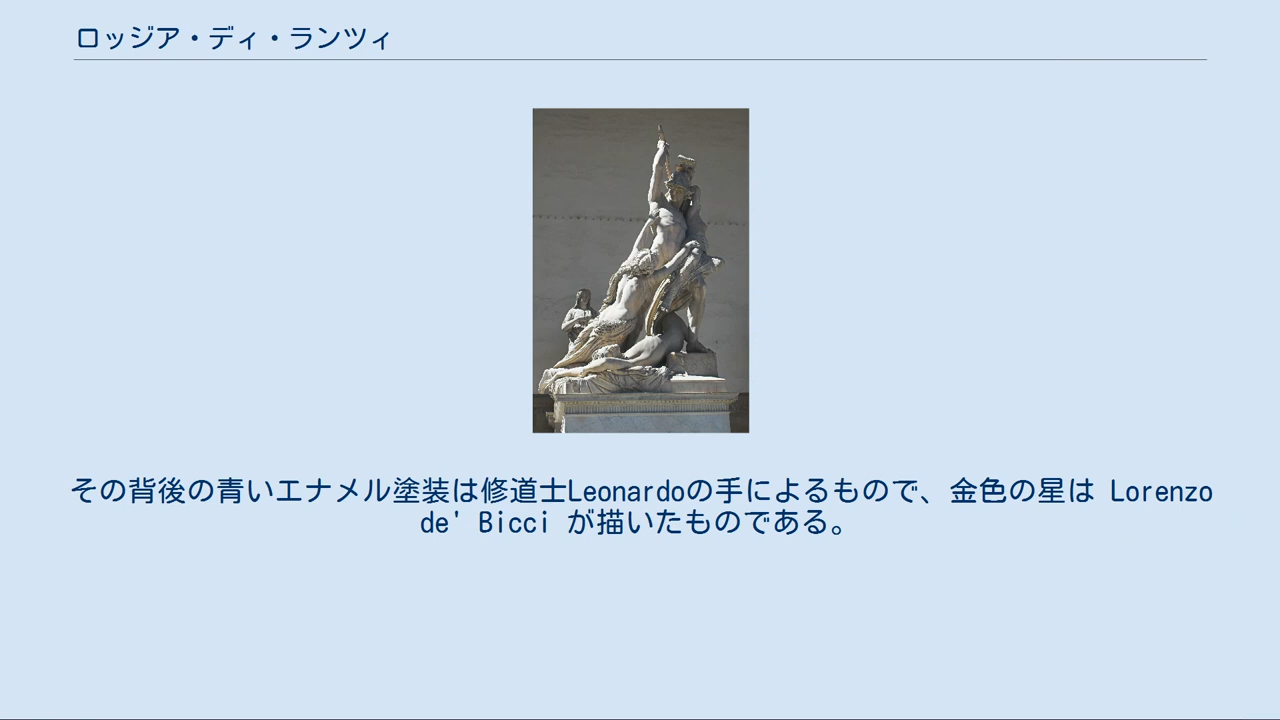 ロッジア・ディ・ランツィ
その背後の青いエナメル塗装は修道士Leonardoの手によるもので、金色の星は Lorenzo
de' Bicci が描いたものである。